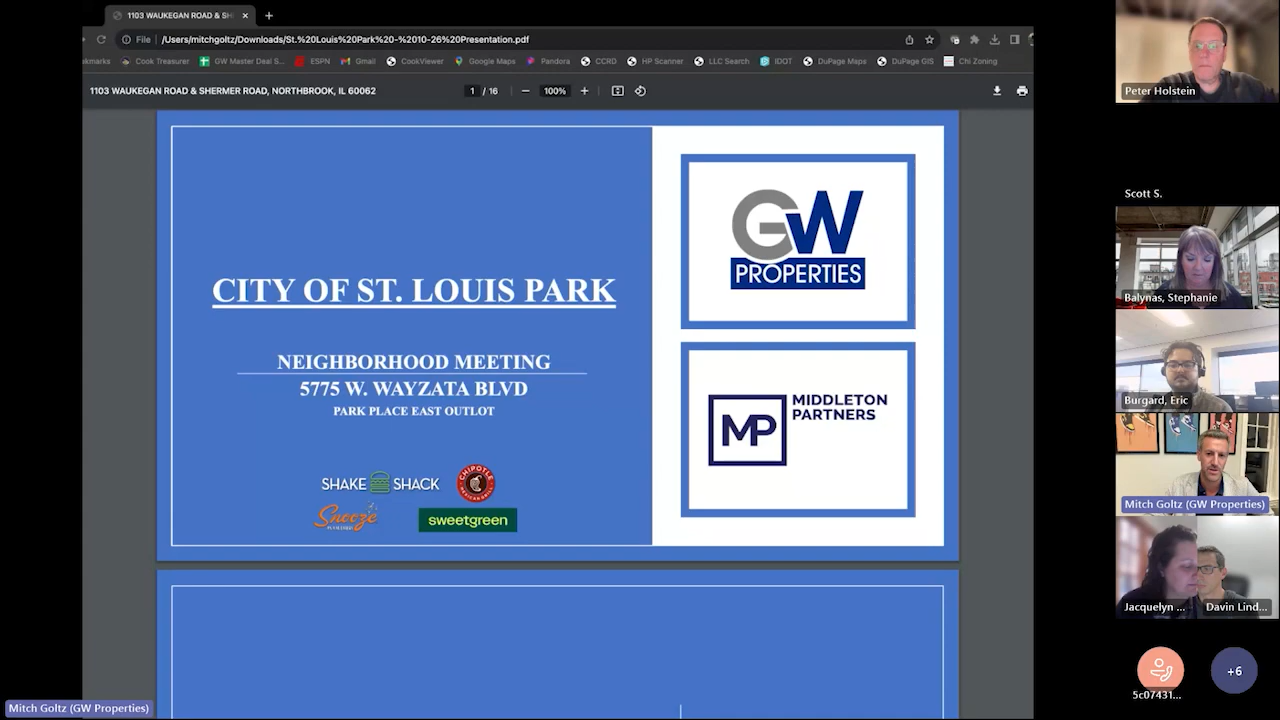 1103 WAUKEGAN ROAD & SH
File
/Users/mitchgoltz/Downloads/St.%20Louis%20Park%20-%2010-26%20Presentation.pdf
kmarks
Cook Treasurer
GW Master Deal S...
ESPN
Gmail
CookViewer
Google Maps
Pandora
CCRD
HP Scanner
LLC Search
IDOT
DuPage Maps
DuPage GIS
Chi Zoning
1103 WAUKEGAN ROAD & SHERMER ROAD, NORTHBROOK, IL 60062
1 / 16
100%
CITY OF ST. LOUIS PARK
NEIGHBORHOOD MEETING
5775 W. WAYZATA BLVD
PARK PLACE EAST OUTLOT
SHAKE SHACK
CHIPOTLE
Snooze
sweetgreen
GW
PROPERTIES
MP
MIDDLETON
PARTNERS
Peter Holstein
Scott S.
Balynas, Stephanie
Burgard, Eric
Mitch Goltz (GW Properties)
Jacquelyn ...
Davin Lind...
5c07431...
+6
Mitch Goltz (GW Properties)